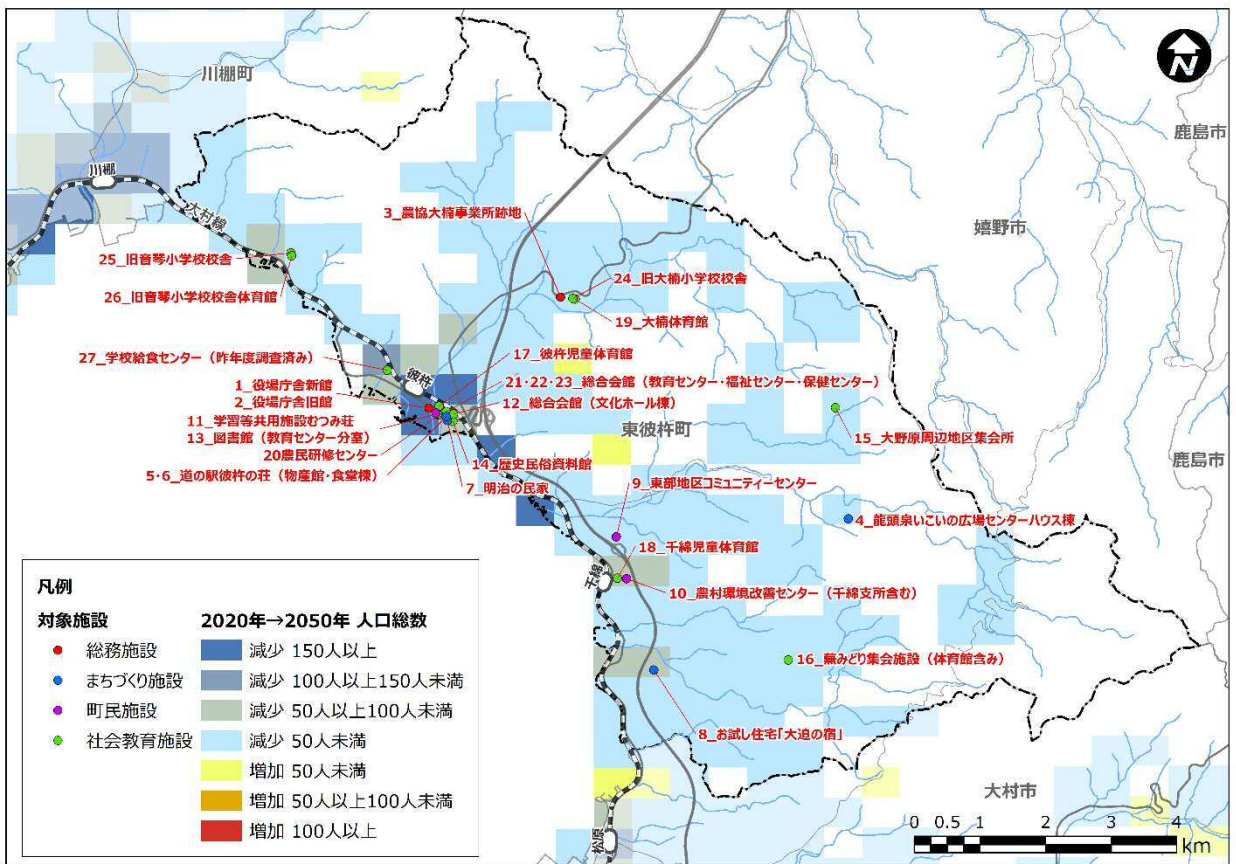 川棚町
N
鹿島市
川棚
大村線
3_農協大楠事業所跡地
嬉野市
25_旧音琴小学校校舎
24_旧大楠小学校校舎
26_旧音琴小学校校舎体育館
19_大楠体育館
27_学校給食センター（昨年度調査済み）
17_彼杵児童体育館
彼杵
21・22・23_総合会館（教育センター・福祉センター・保健センター）
1_役場庁舎新館
2_役場庁舎旧館
12_総合会館（文化ホール棟）
11_学習等共用施設むつみ荘
東彼杵町
13_図書館（教育センター分室）
15_大野原周辺地区集会所
20農民研修センター
14_歴史民俗資料館
鹿島市
5・6_道の駅彼杵の荘（物産館・食堂棟）
7_明治の民家
9_東部地区コミュニティーセンター
4_龍頭泉いこいの広場センターハウス棟
18_千綿児童体育館
千綿
10_農村環境改善センター（千綿支所含む）
16_蕪みどり集会施設（体育館含み）
8_お試し住宅「大迫の宿」
大村市
松原
凡例
対象施設
総務施設
まちづくり施設
町民施設
社会教育施設
2020年→2050年 人口総数
減少 150人以上
減少 100人以上150人未満
減少 50人以上100人未満
減少 50人未満
増加 50人未満
増加 50人以上100人未満
増加 100人以上
0 0.5 1 2 3 4
km